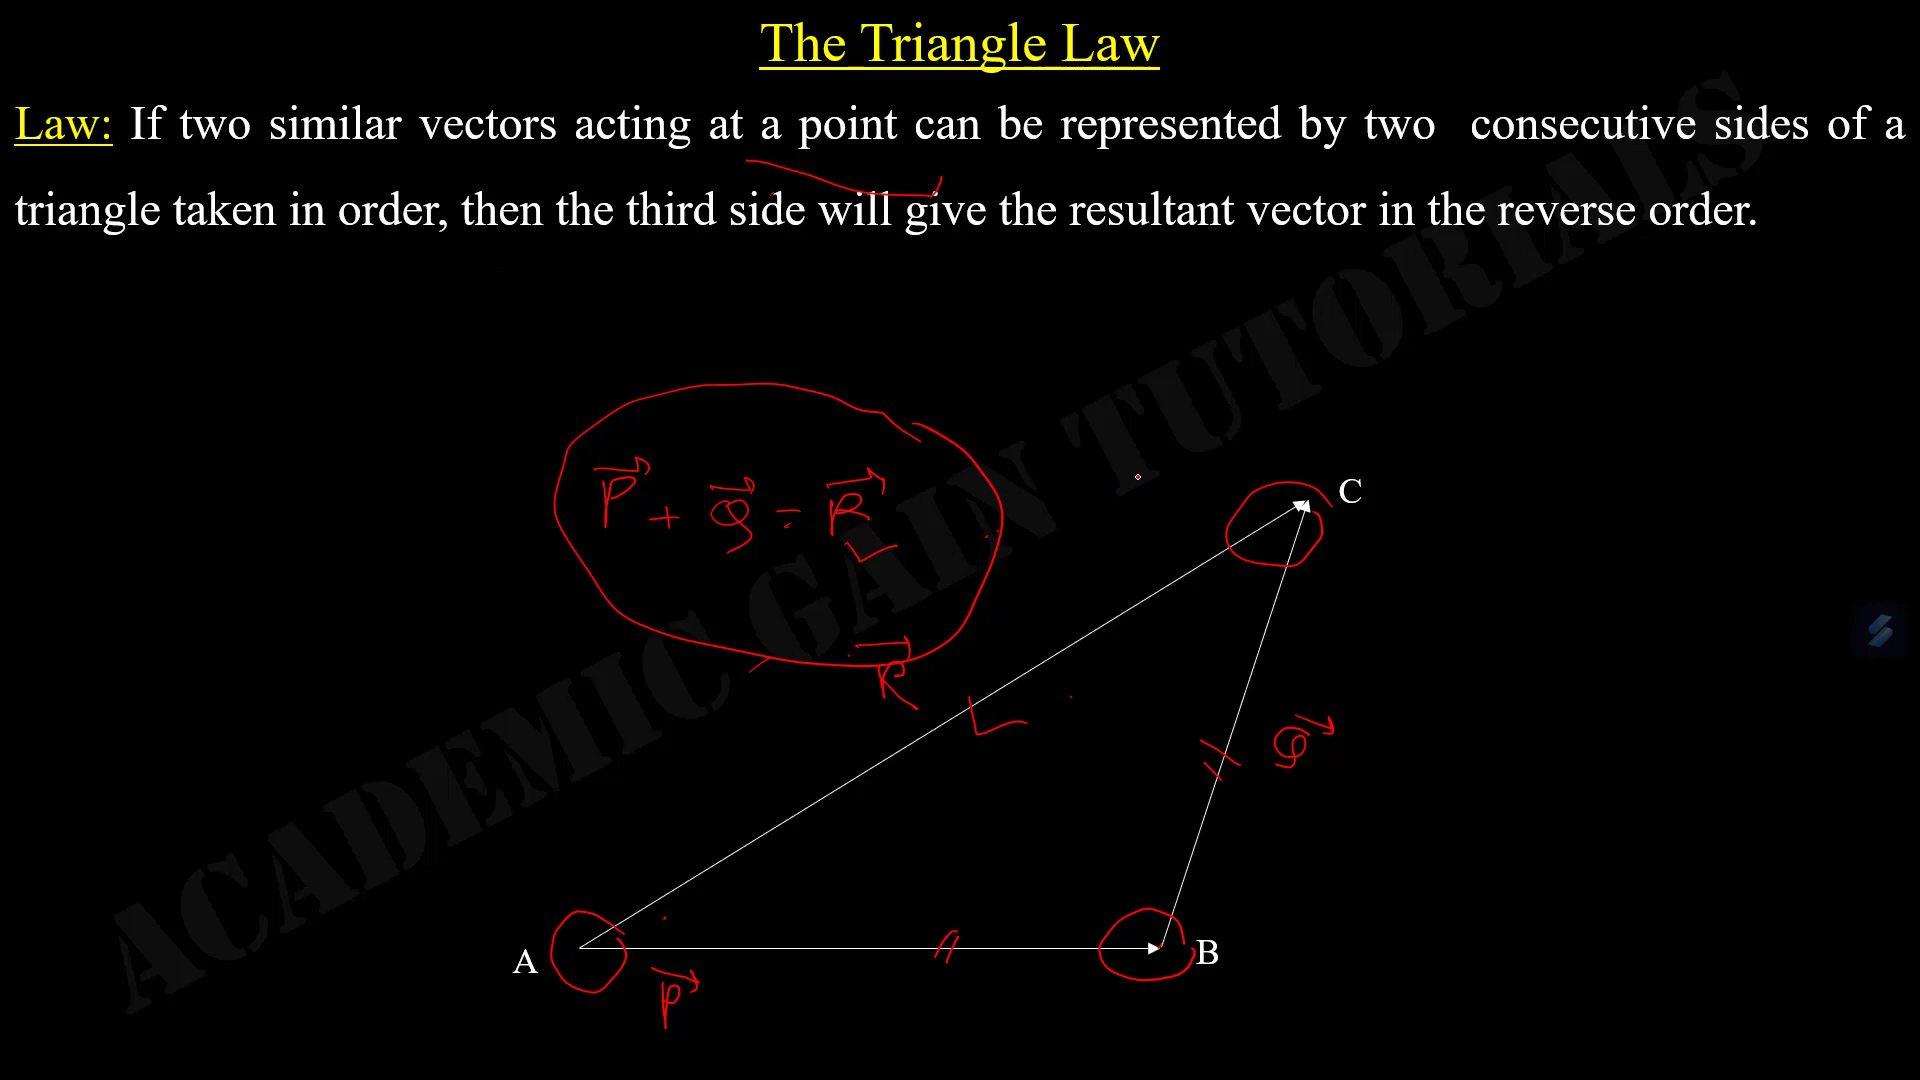 The Triangle Law
Law: If two similar vectors acting at a point can be represented by two consecutive sides of a
triangle taken in order, then the third side will give the resultant vector in the reverse order.
P + Q = R
C
R
Q
A
B
P
ACADEMIC GAIN TUTORIALS